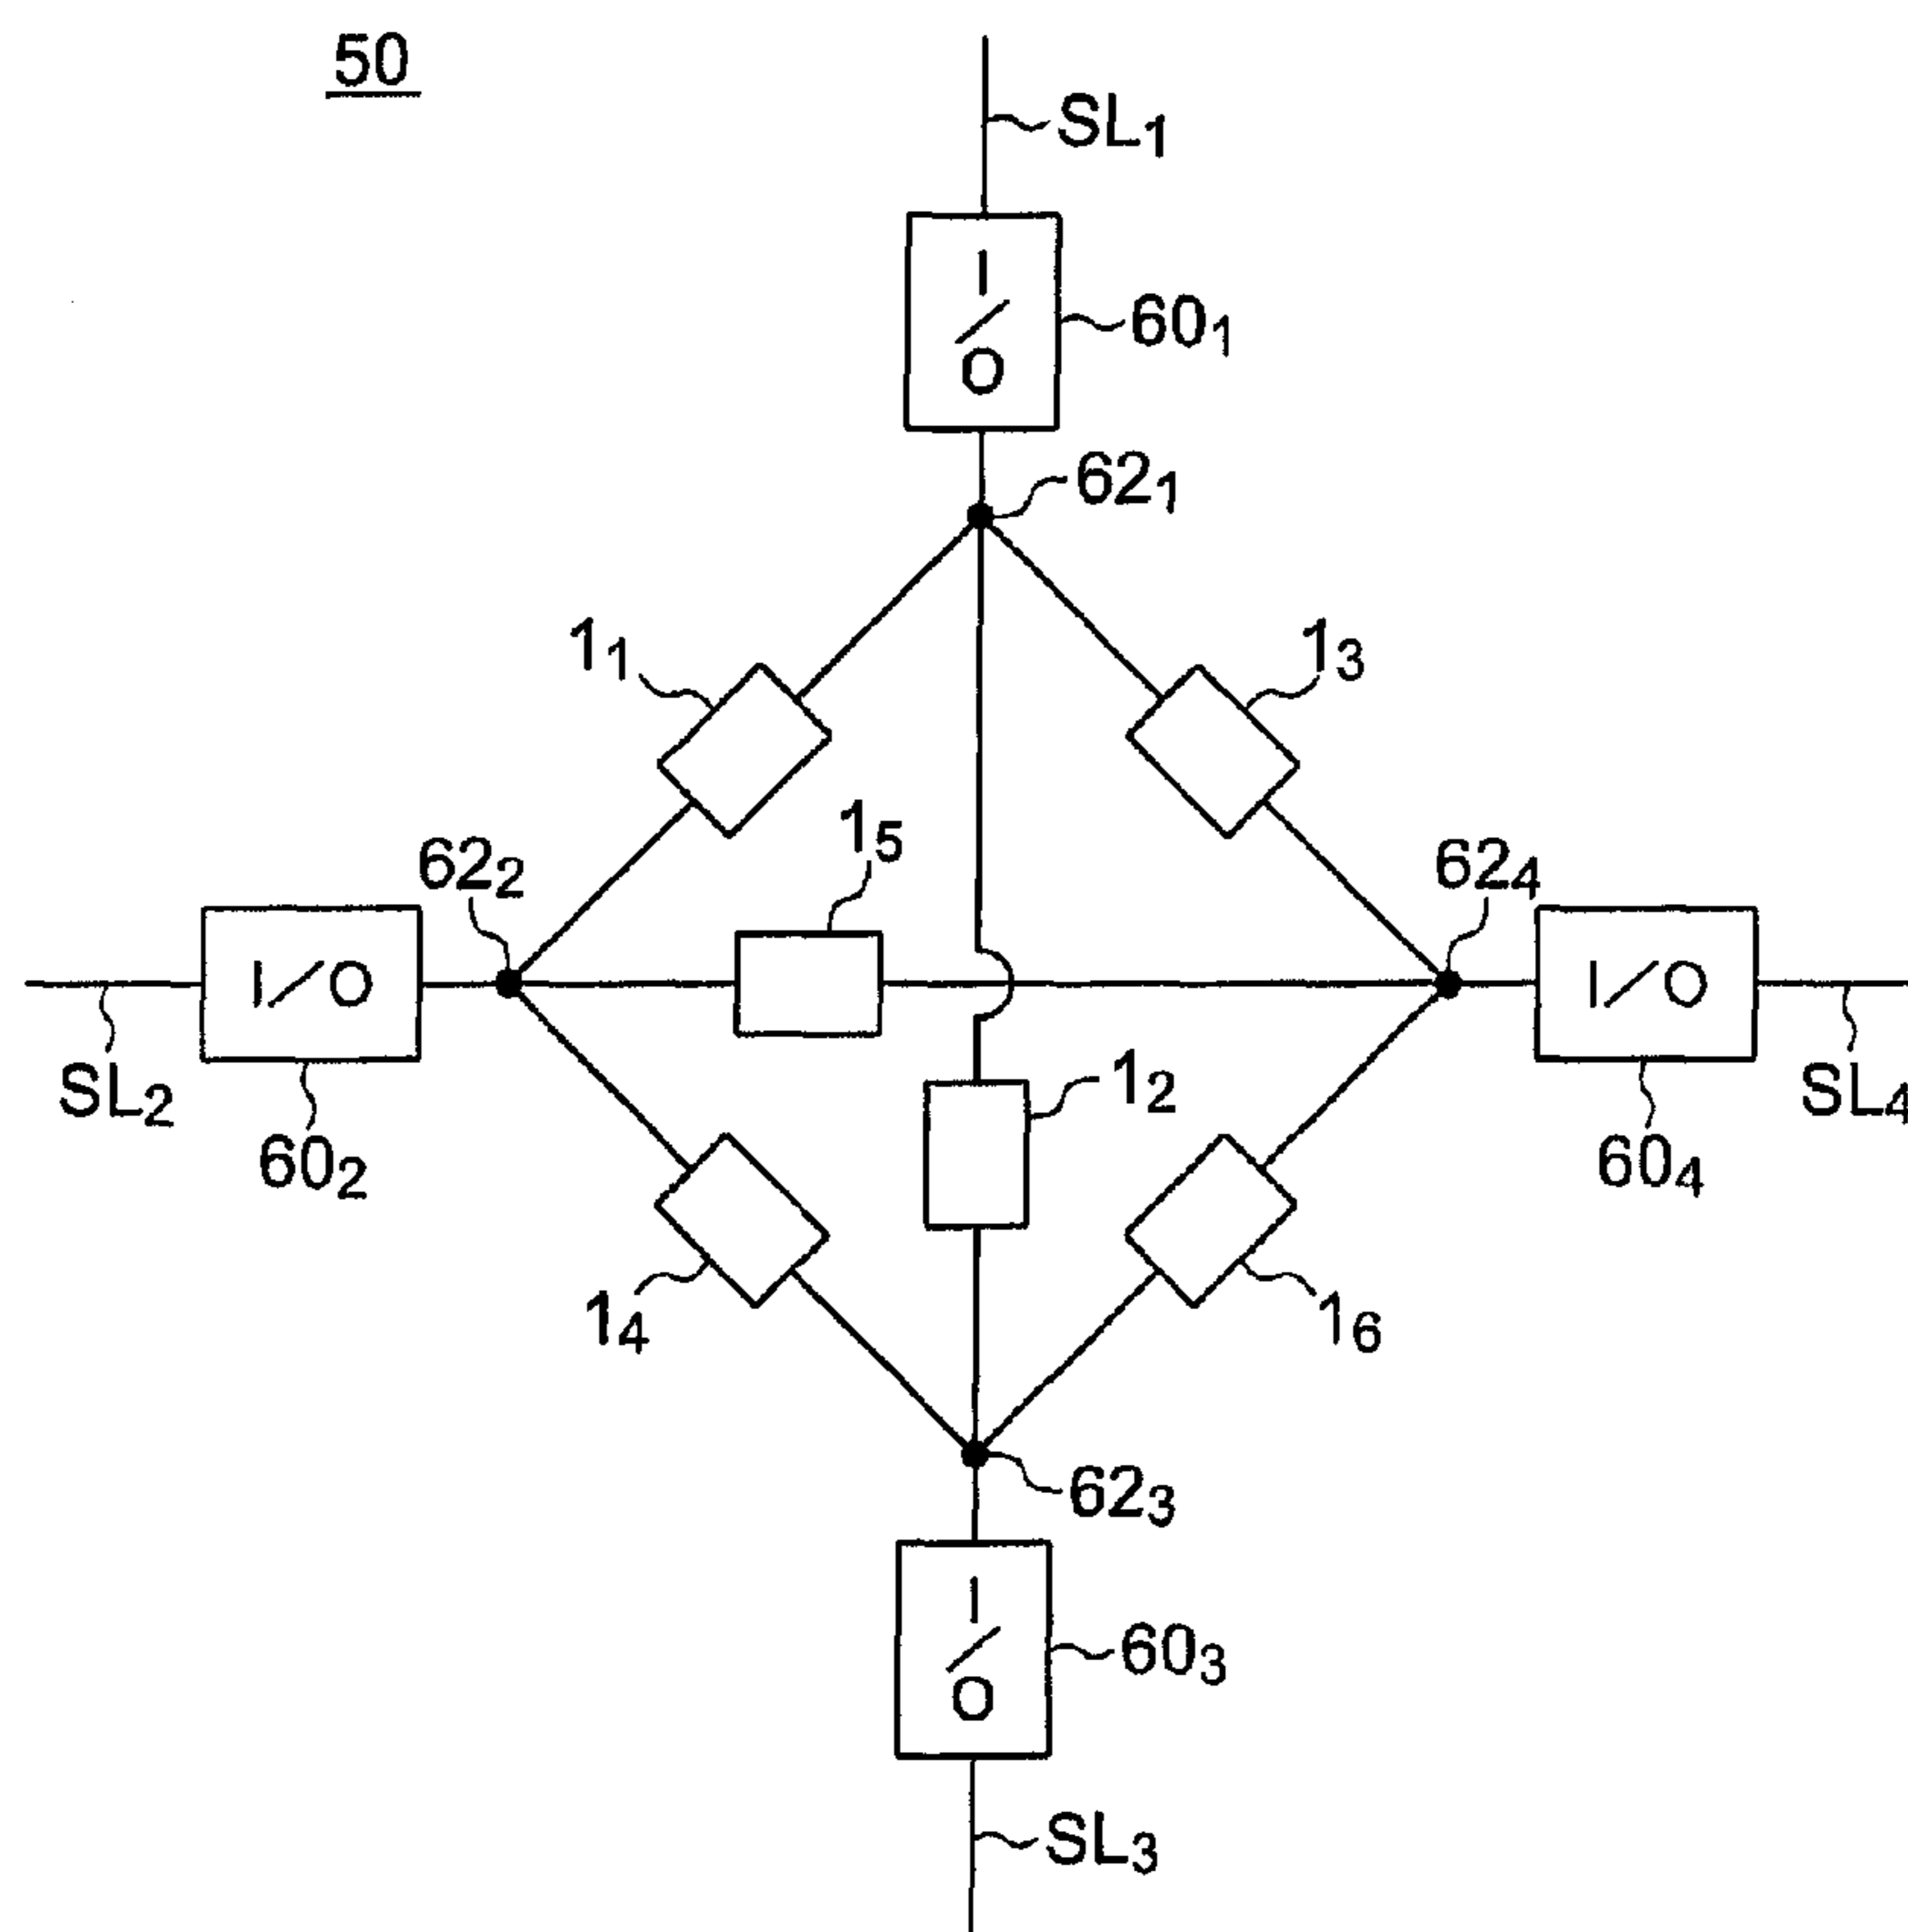 50
SL₁
I/O
60₁
62₁
1₁
1₃
1₅
62₂
62₄
I/O
I/O
SL₂
60₂
1₂
SL₄
60₄
1₄
1₆
62₃
I/O
60₃
SL₃